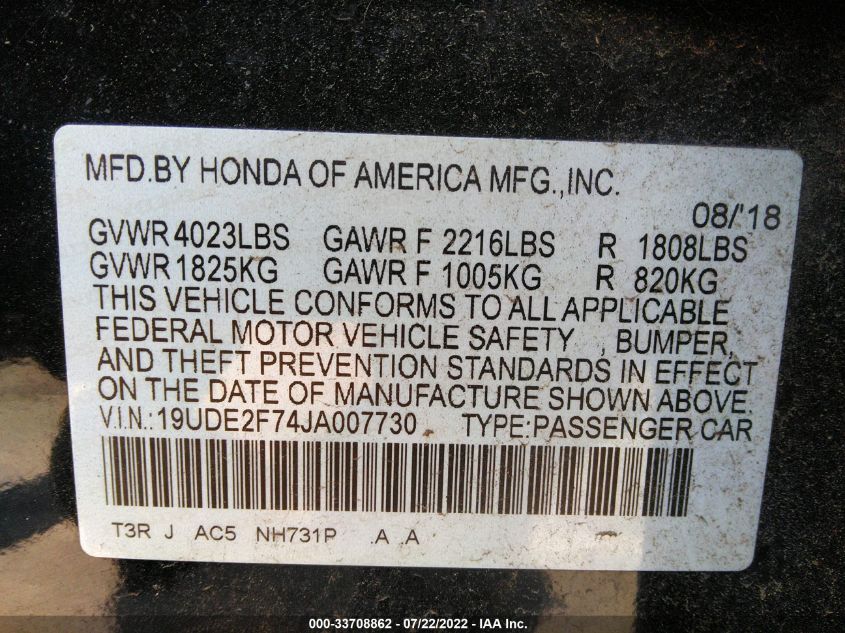 MFD.BY HONDA OF AMERICA MFG.,INC.
08/'18
GVWR 4023LBS GAWR F 2216LBS R 1808LBS
GVWR 1825KG GAWR F 1005KG R 820KG
THIS VEHICLE CONFORMS TO ALL APPLICABLE
FEDERAL MOTOR VEHICLE SAFETY , BUMPER,
AND THEFT PREVENTION STANDARDS IN EFFECT
ON THE DATE OF MANUFACTURE SHOWN ABOVE.
V.I.N.:19UDE2F74JA007730 TYPE:PASSENGER CAR
T3R J AC5 NH731P .A .A
000-33708862 - 07/22/2022 - IAA Inc.